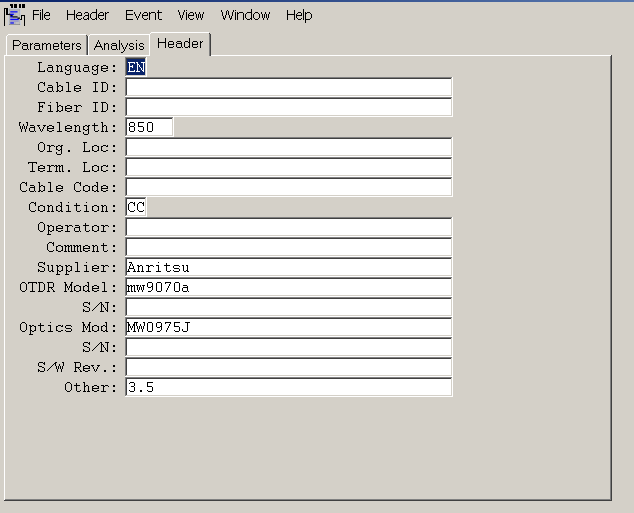 File Header Event View Window Help
Parameters Analysis Header
Language: EN
Cable ID:
Fiber ID:
Wavelength: 850
Org. Loc:
Term. Loc:
Cable Code:
Condition: CC
Operator:
Comment:
Supplier: Anritsu
OTDR Model: mw9070a
S/N:
Optics Mod: MW0975J
S/N:
S/W Rev.:
Other: 3.5